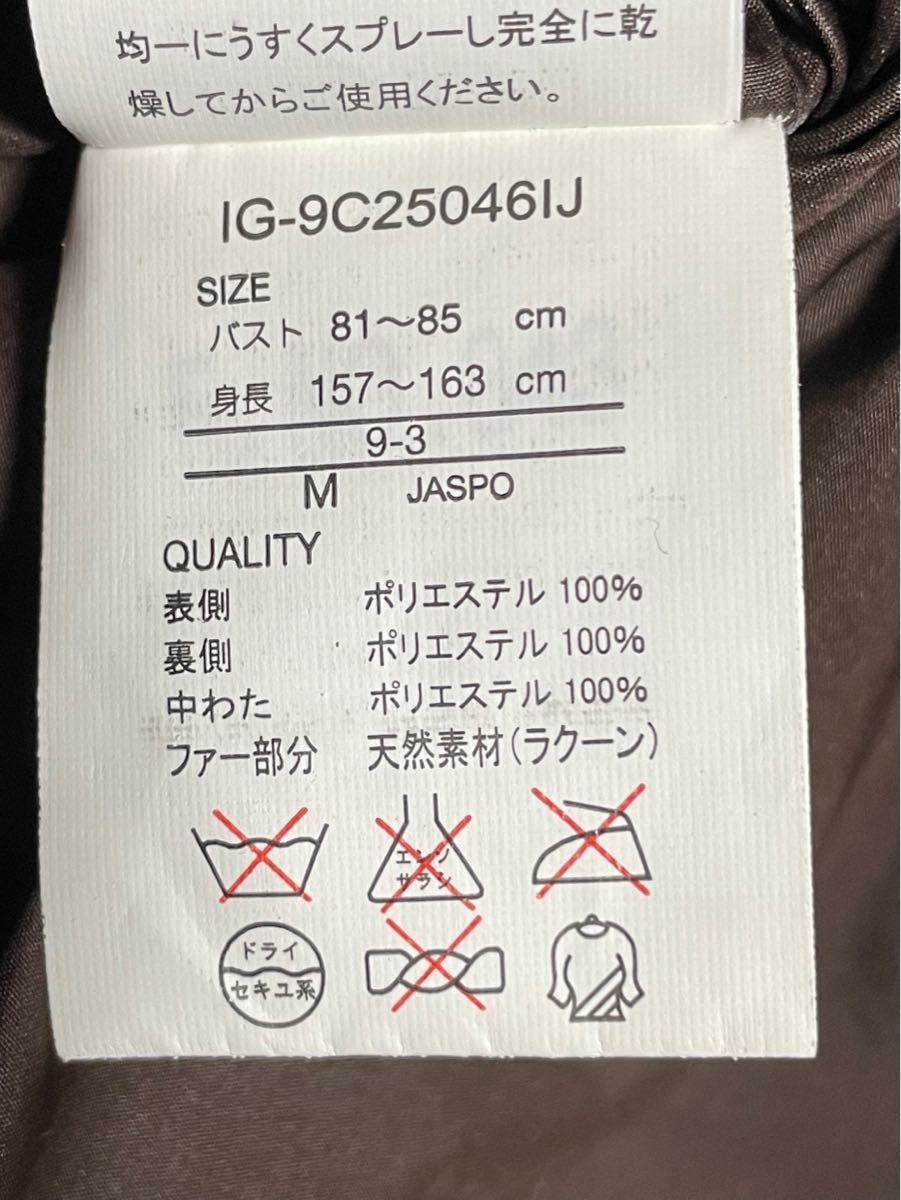 均一にうすくスプレーし完全に乾
燥してからご使用ください。
IG-9C25046IJ
SIZE
バスト 81～85 cm
身長 157～163 cm
9-3
M JASPO
QUALITY
表側 ポリエステル 100%
裏側 ポリエステル 100%
中わた ポリエステル 100%
ファー部分 天然素材(ラクーン)
エンソ
サラシ
ドライ
セキユ系